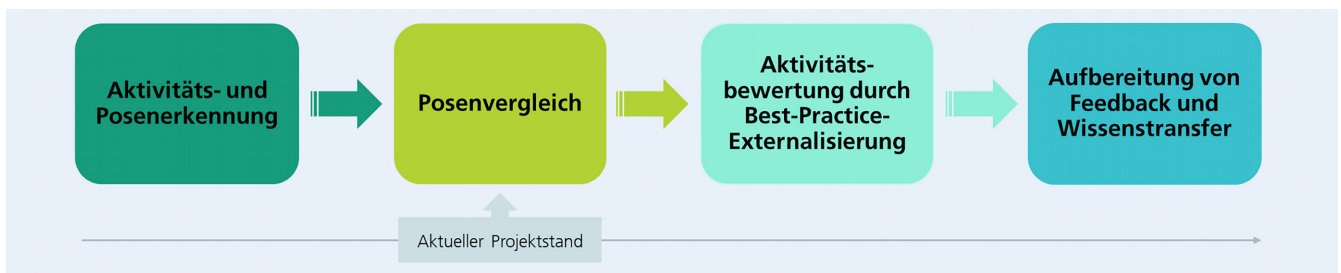 Aktivitäts- und
Posenerkennung
Posenvergleich
Aktivitäts-
bewertung durch
Best-Practice-
Externalisierung
Aufbereitung von
Feedback und
Wissenstransfer
Aktueller Projektstand